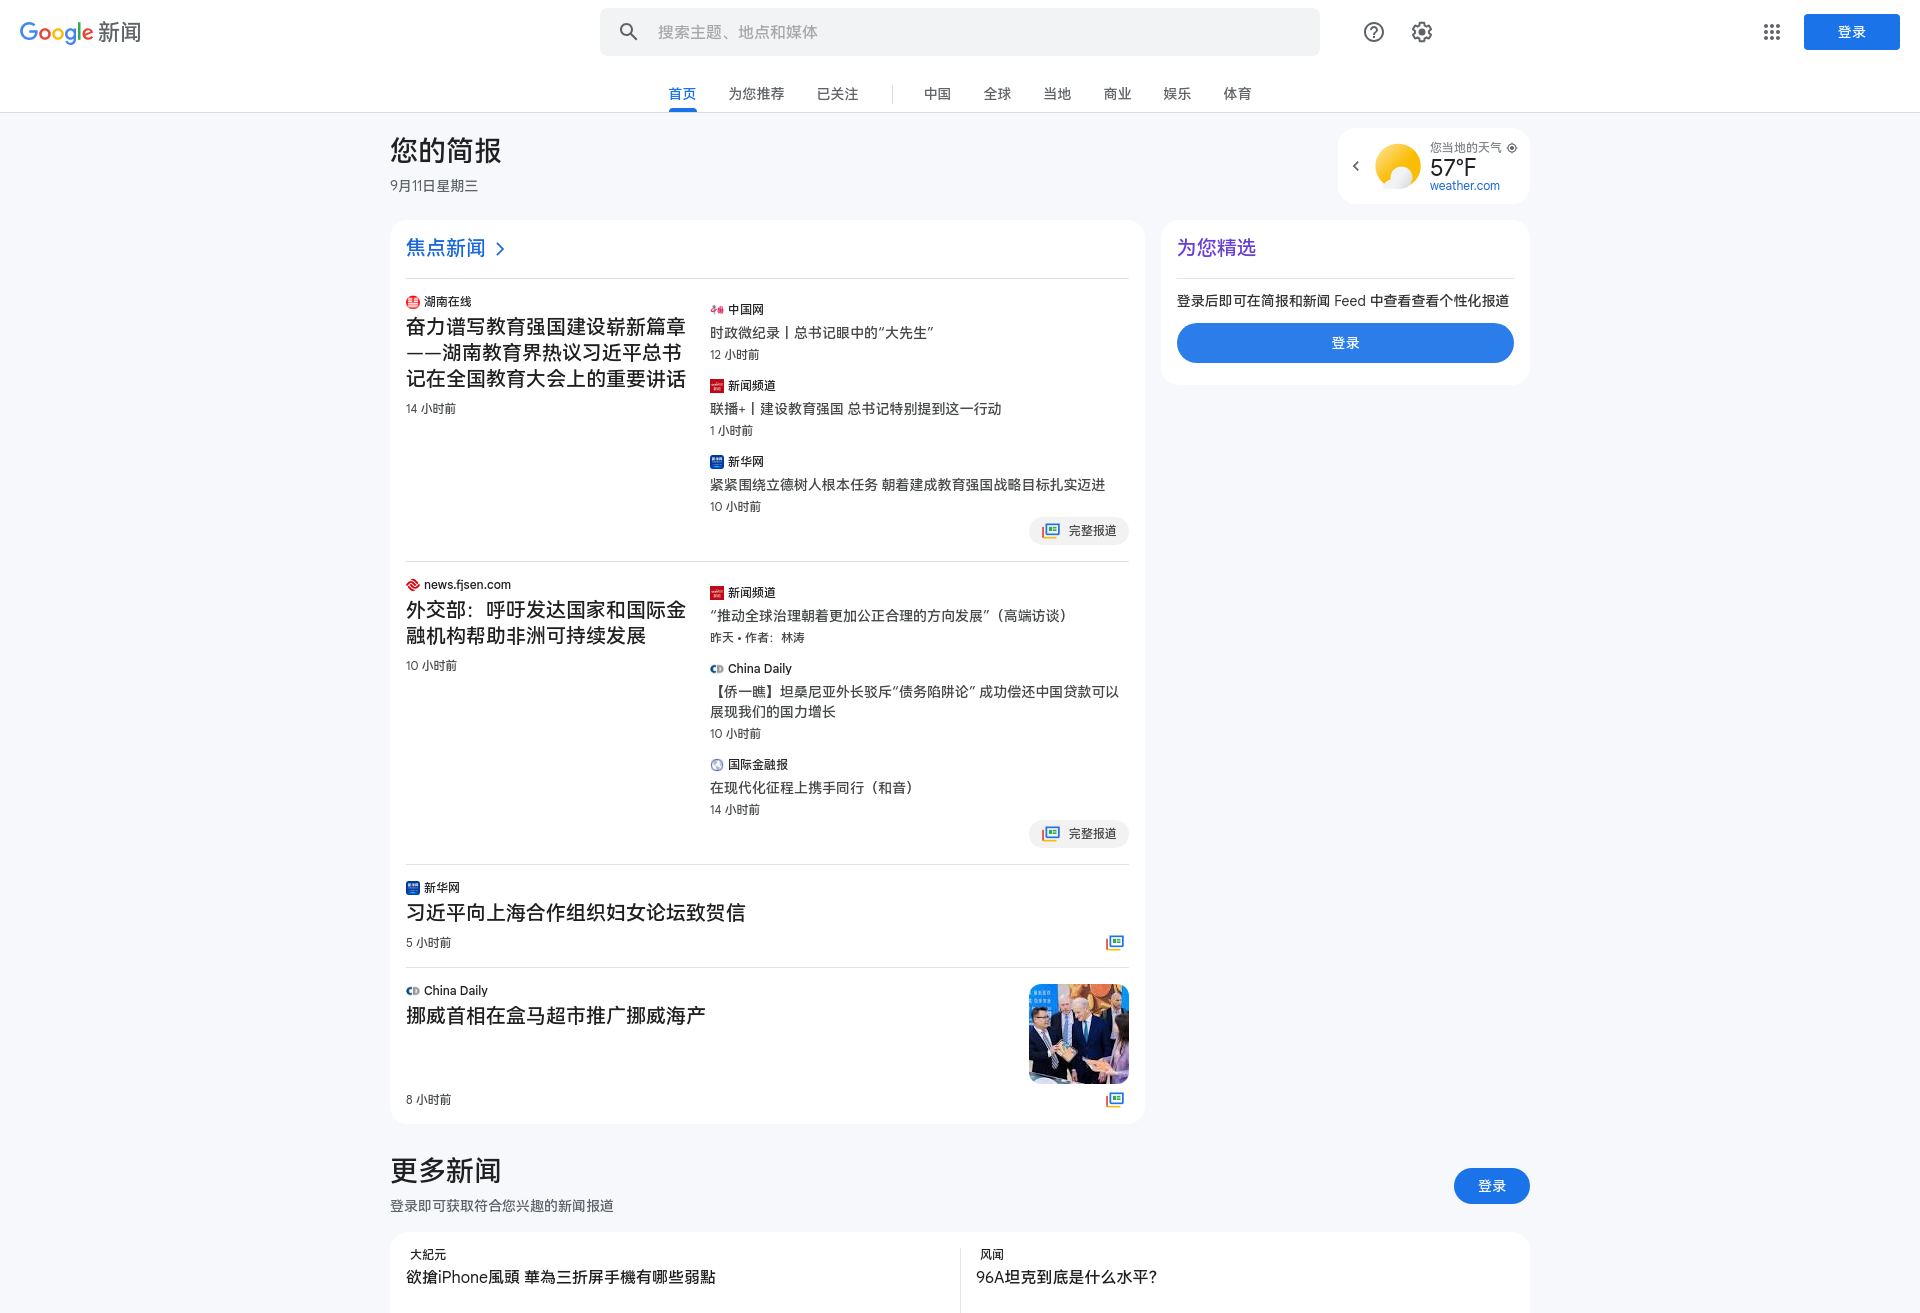 Google 新闻
搜索主题、地点和媒体
登录
首页
为您推荐
已关注
中国
全球
当地
商业
娱乐
体育
您的简报
9月11日星期三
您当地的天气
57°F
weather.com
焦点新闻
湖南在线
奋力谱写教育强国建设崭新篇章
——湖南教育界热议习近平总书
记在全国教育大会上的重要讲话
14 小时前
中国网
时政微纪录丨总书记眼中的“大先生”
12 小时前
新闻频道
联播+丨建设教育强国 总书记特别提到这一行动
1 小时前
新华网
紧紧围绕立德树人根本任务 朝着建成教育强国战略目标扎实迈进
10 小时前
完整报道
为您精选
登录后即可在简报和新闻 Feed 中查看查看个性化报道
登录
news.fjsen.com
外交部：呼吁发达国家和国际金
融机构帮助非洲可持续发展
10 小时前
新闻频道
“推动全球治理朝着更加公正合理的方向发展”（高端访谈）
昨天 • 作者：林涛
China Daily
【侨一瞧】坦桑尼亚外长驳斥“债务陷阱论” 成功偿还中国贷款可以
展现我们的国力增长
10 小时前
国际金融报
在现代化征程上携手同行（和音）
14 小时前
完整报道
新华网
习近平向上海合作组织妇女论坛致贺信
5 小时前
China Daily
挪威首相在盒马超市推广挪威海产
8 小时前
更多新闻
登录即可获取符合您兴趣的新闻报道
登录
大紀元
欲搶iPhone風頭 華為三折屏手機有哪些弱點
风闻
96A坦克到底是什么水平？